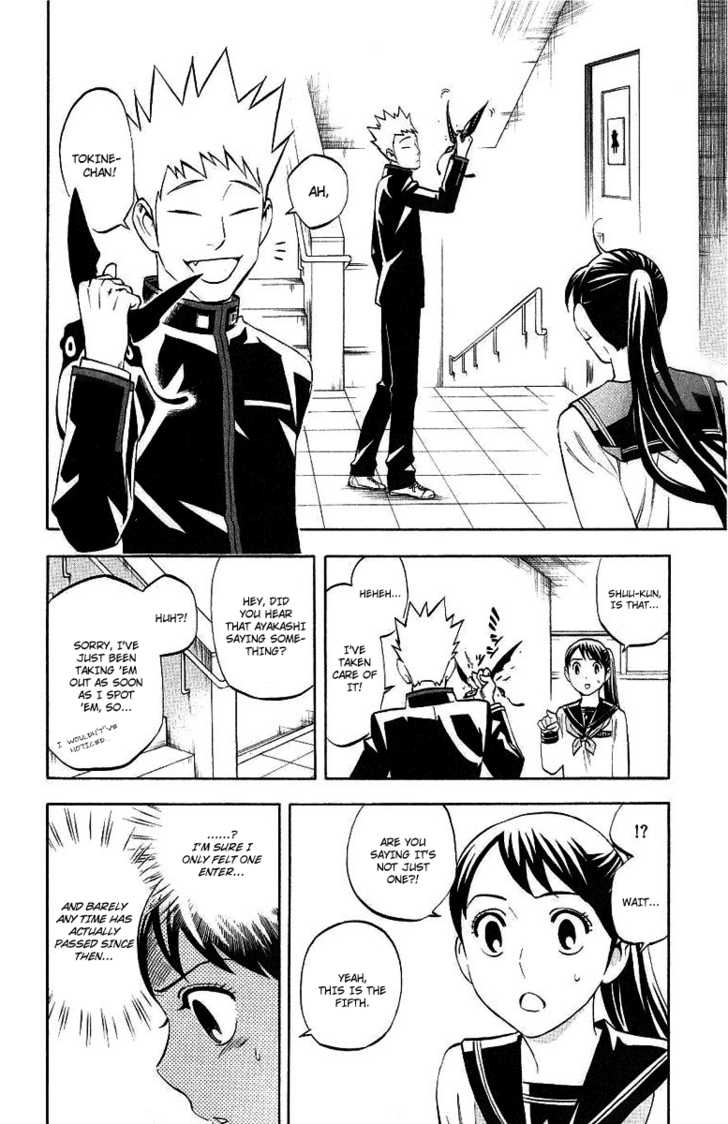 AH,
TOKINE-
CHAN!
SHUU-KUN,
IS THAT...
HEHEH...
I'VE
TAKEN
CARE OF
IT!
HEY, DID
YOU HEAR
THAT AYAKASHI
SAYING SOME-
THING?
HUH?!
SORRY, I'VE
JUST BEEN
TAKING 'EM
OUT AS SOON
AS I SPOT
'EM, SO...
I WOULDN'T'VE
NOTICED
!?
WAIT...
ARE YOU
SAYING IT'S
NOT JUST
ONE?!
YEAH,
THIS IS THE
FIFTH.
......?
I'M SURE I
ONLY FELT ONE
ENTER...
AND BARELY
ANY TIME HAS
ACTUALLY
PASSED SINCE
THEN...